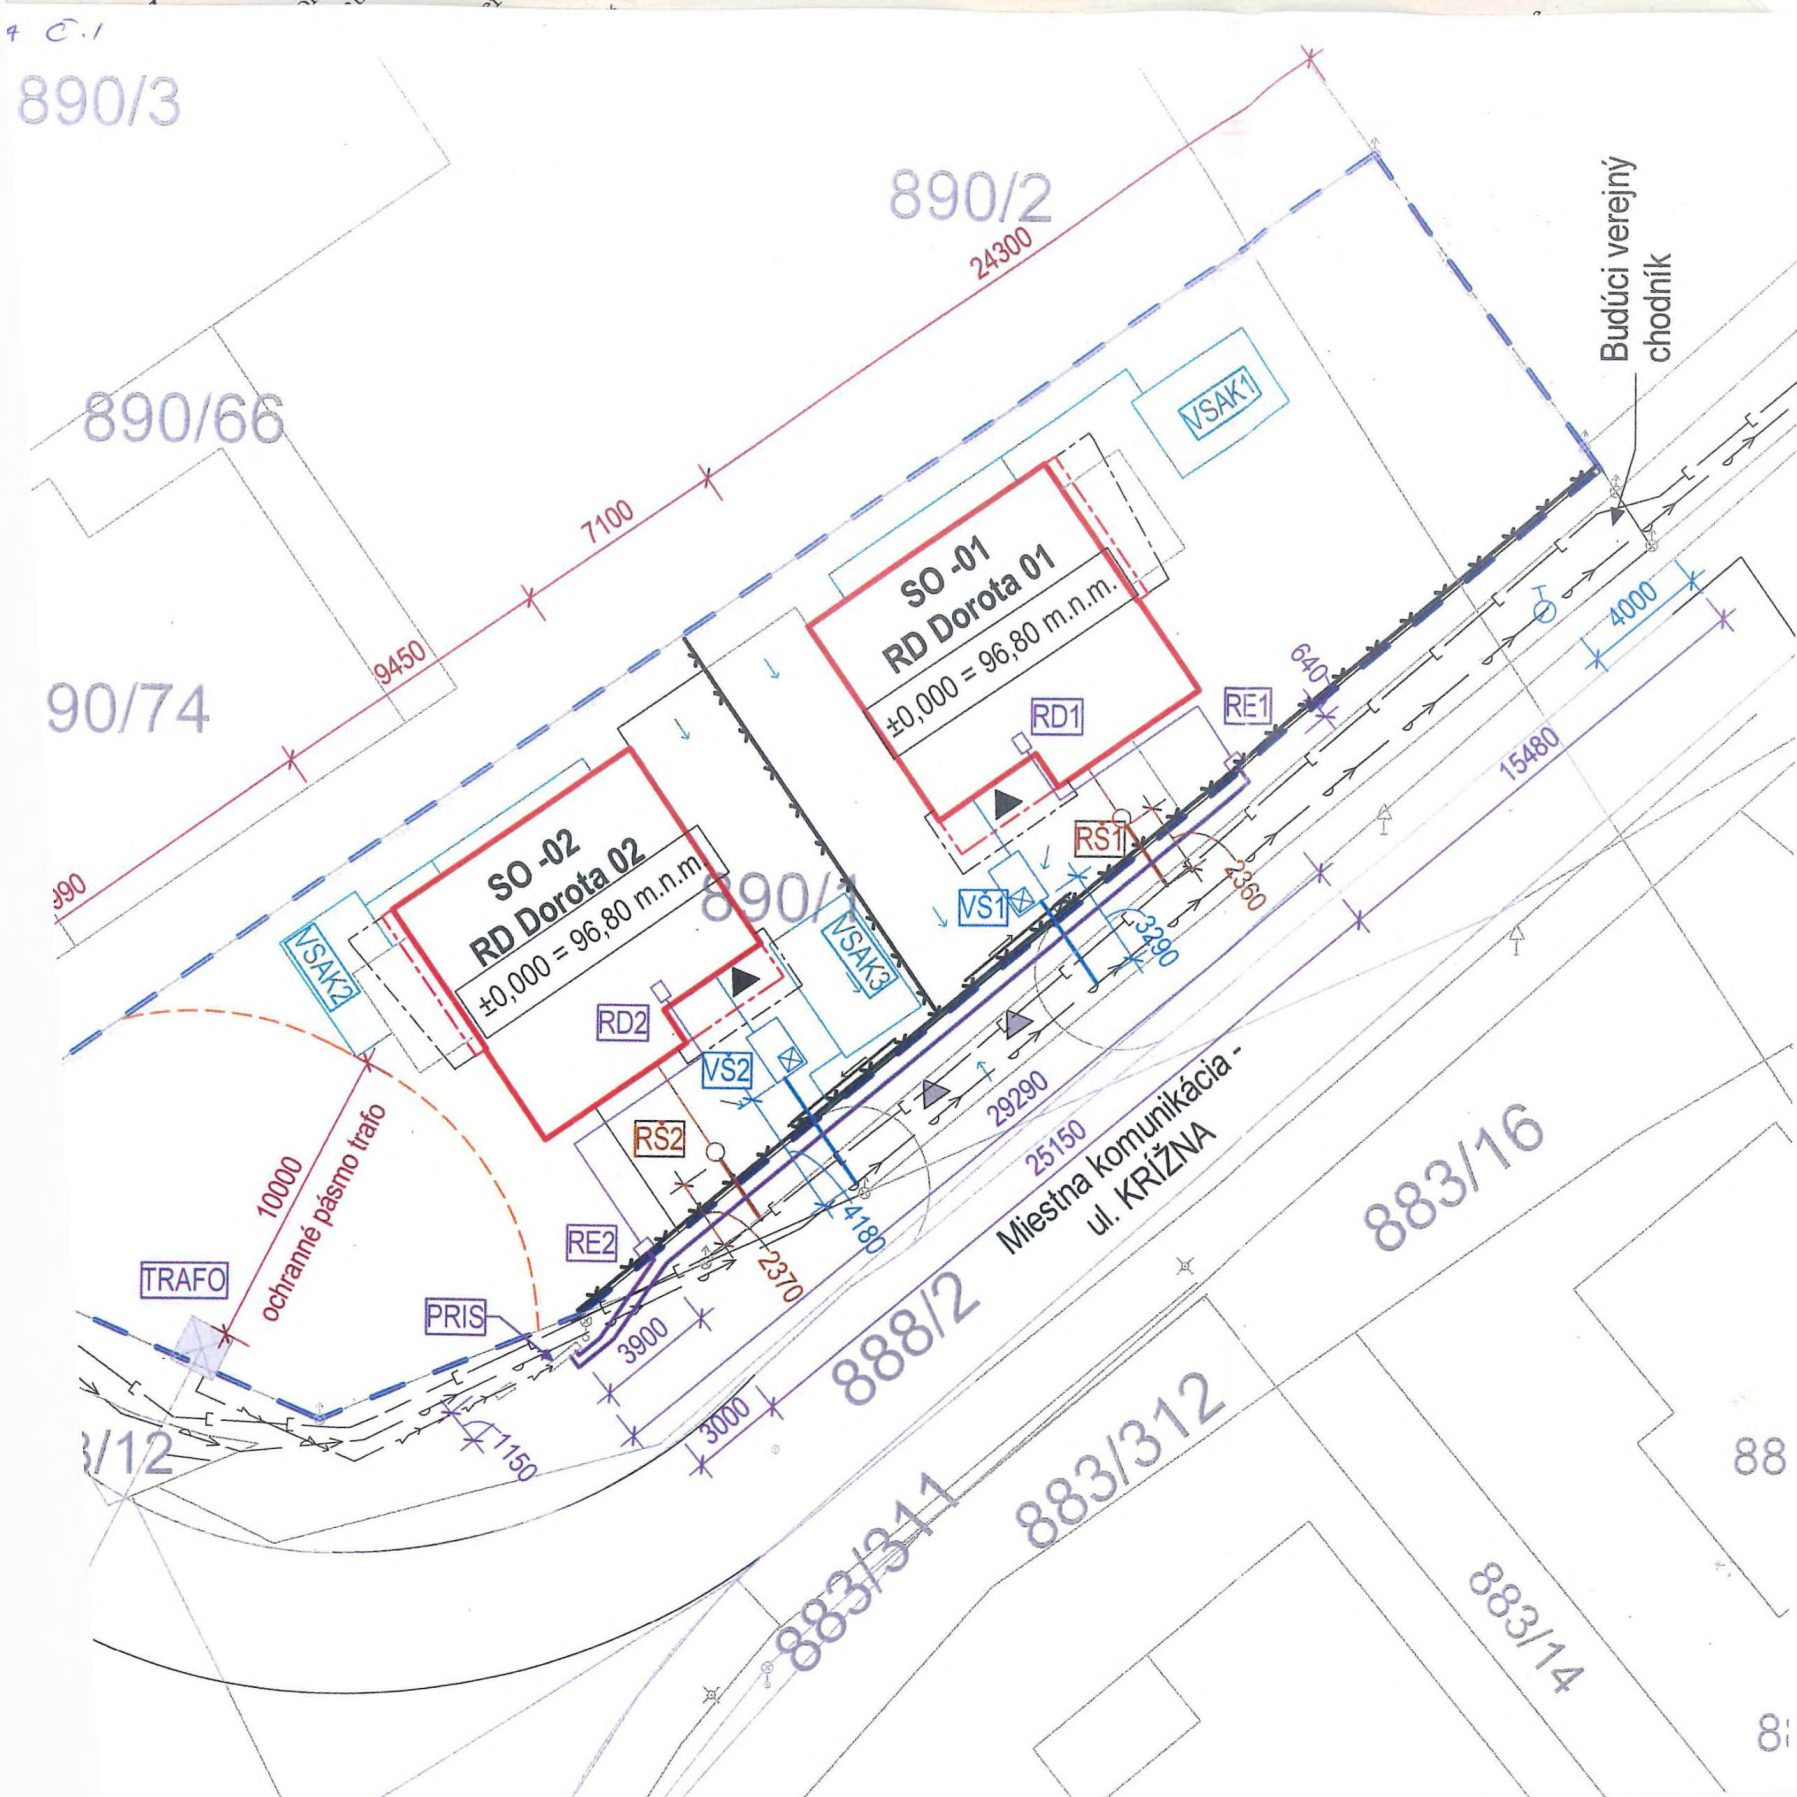 č.1
890/3
890/2
24300
Budúci verejný
chodník
890/66
VSAK1
7100
SO -01
RD Dorota 01
±0,000 = 96,80 m.n.m.
9450
90/74
4000
640
RD1
RE1
15480
990
SO -02
RD Dorota 02
±0,000 = 96,80 m.n.m.
890/1
RŠ1
2360
VŠ1
3290
VSAK2
VSAK3
RD2
VŠ2
29290
25150
Miestna komunikácia -
ul. KRÍŽNA
883/16
10000
ochranné pásmo trafo
RŠ2
4180
RE2
2370
TRAFO
PRIS
3900
888/2
3000
1150
3/12
883/312
883/311
88
883/14